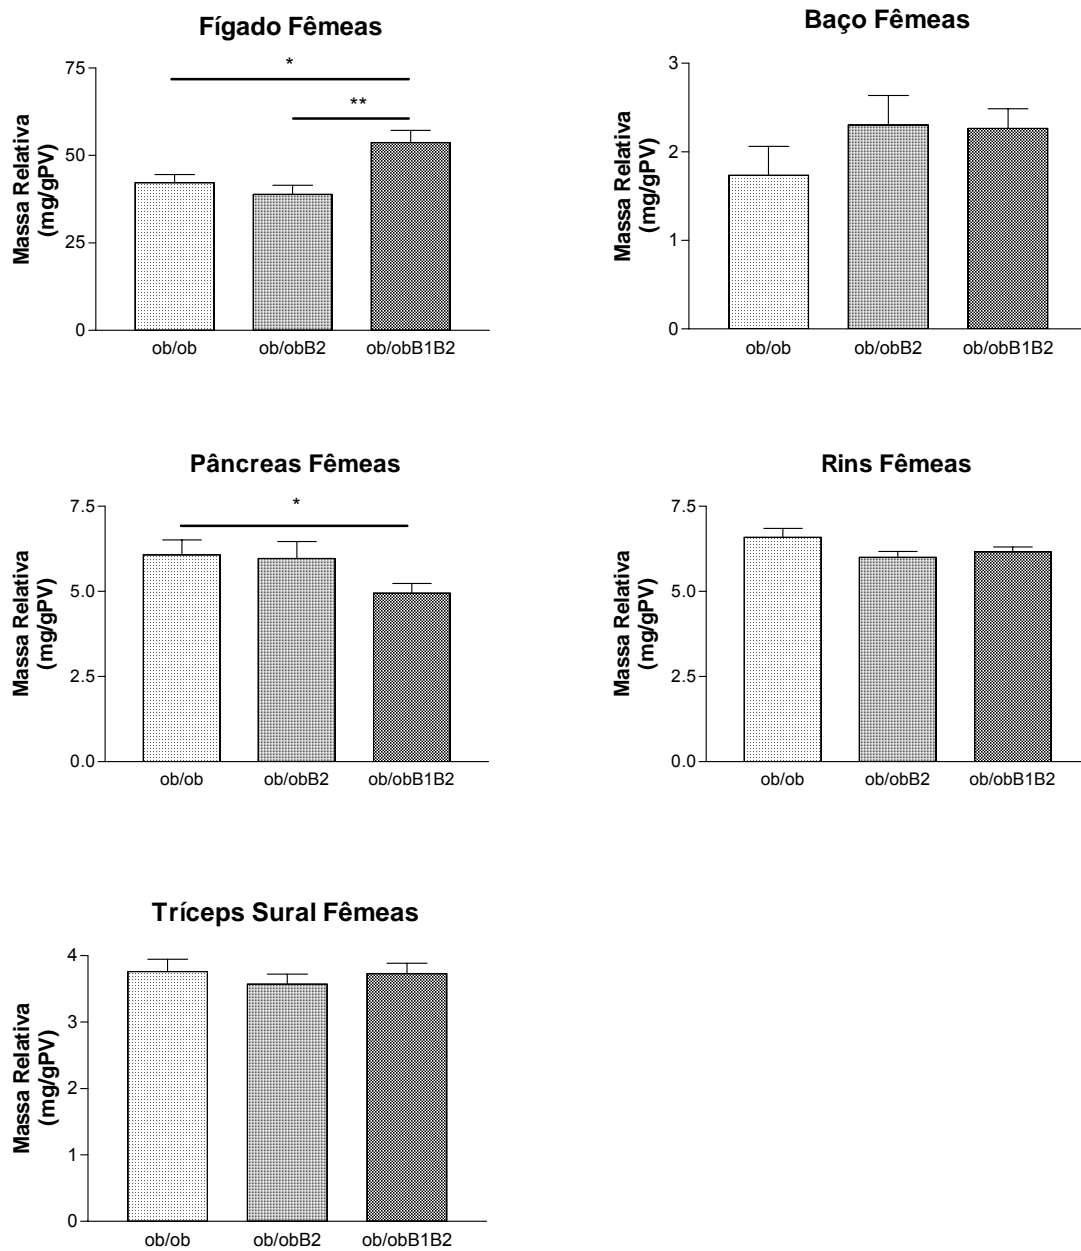 Fígado Fêmeas
Massa Relativa
(mg/gPV)
75
50
25
0
*
**
ob/ob ob/obB2 ob/obB1B2
Baço Fêmeas
Massa Relativa
(mg/gPV)
3
2
1
0
ob/ob ob/obB2 ob/obB1B2
Pâncreas Fêmeas
Massa Relativa
(mg/gPV)
7.5
5.0
2.5
0.0
*
ob/ob ob/obB2 ob/obB1B2
Rins Fêmeas
Massa Relativa
(mg/gPV)
7.5
5.0
2.5
0.0
ob/ob ob/obB2 ob/obB1B2
Tríceps Sural Fêmeas
Massa Relativa
(mg/gPV)
4
3
2
1
0
ob/ob ob/obB2 ob/obB1B2